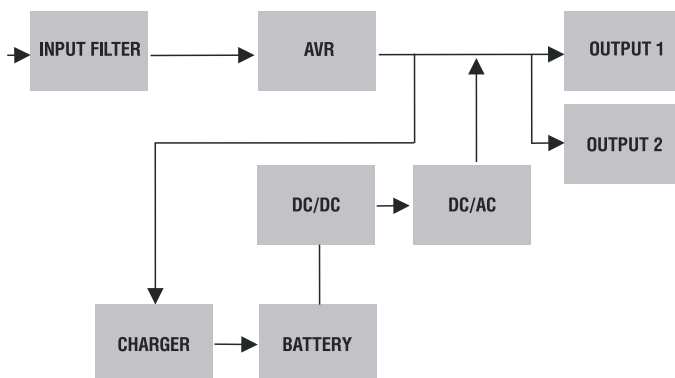 INPUT FILTER
AVR
OUTPUT 1
OUTPUT 2
DC/DC
DC/AC
CHARGER
BATTERY